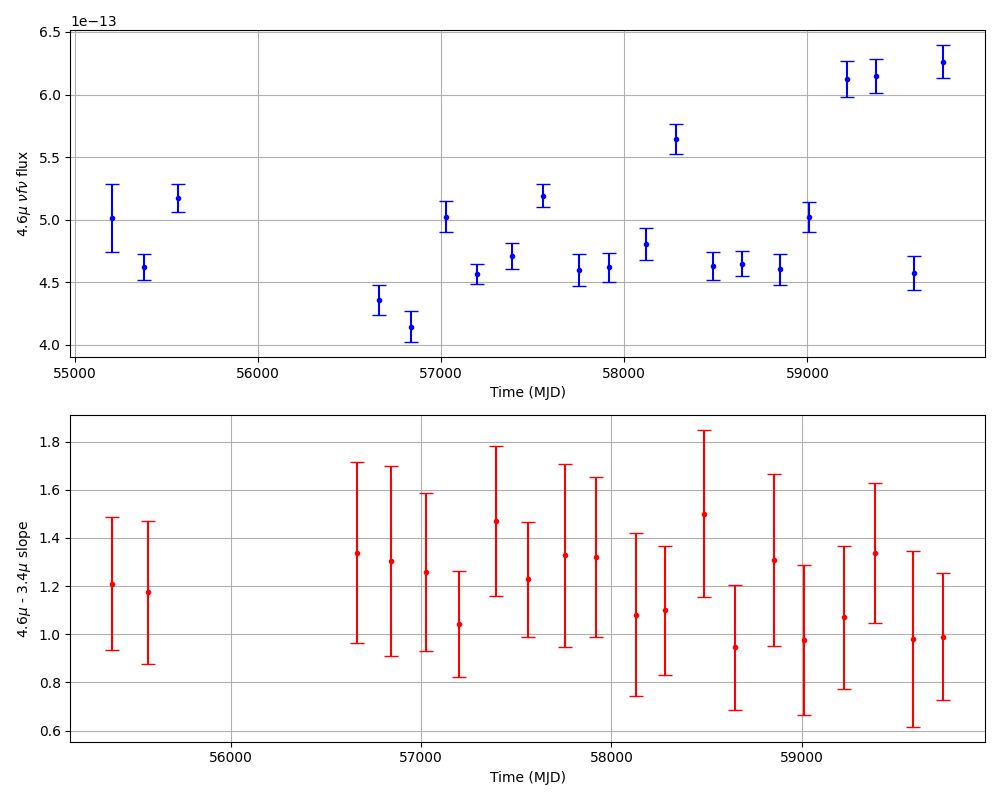 1e−13
6.5
6.0
5.5
5.0
4.5
4.0
4.6μ νfν flux
55000 56000 57000 58000 59000
Time (MJD)
1.8
1.6
1.4
1.2
1.0
0.8
0.6
4.6μ - 3.4μ slope
56000 57000 58000 59000
Time (MJD)